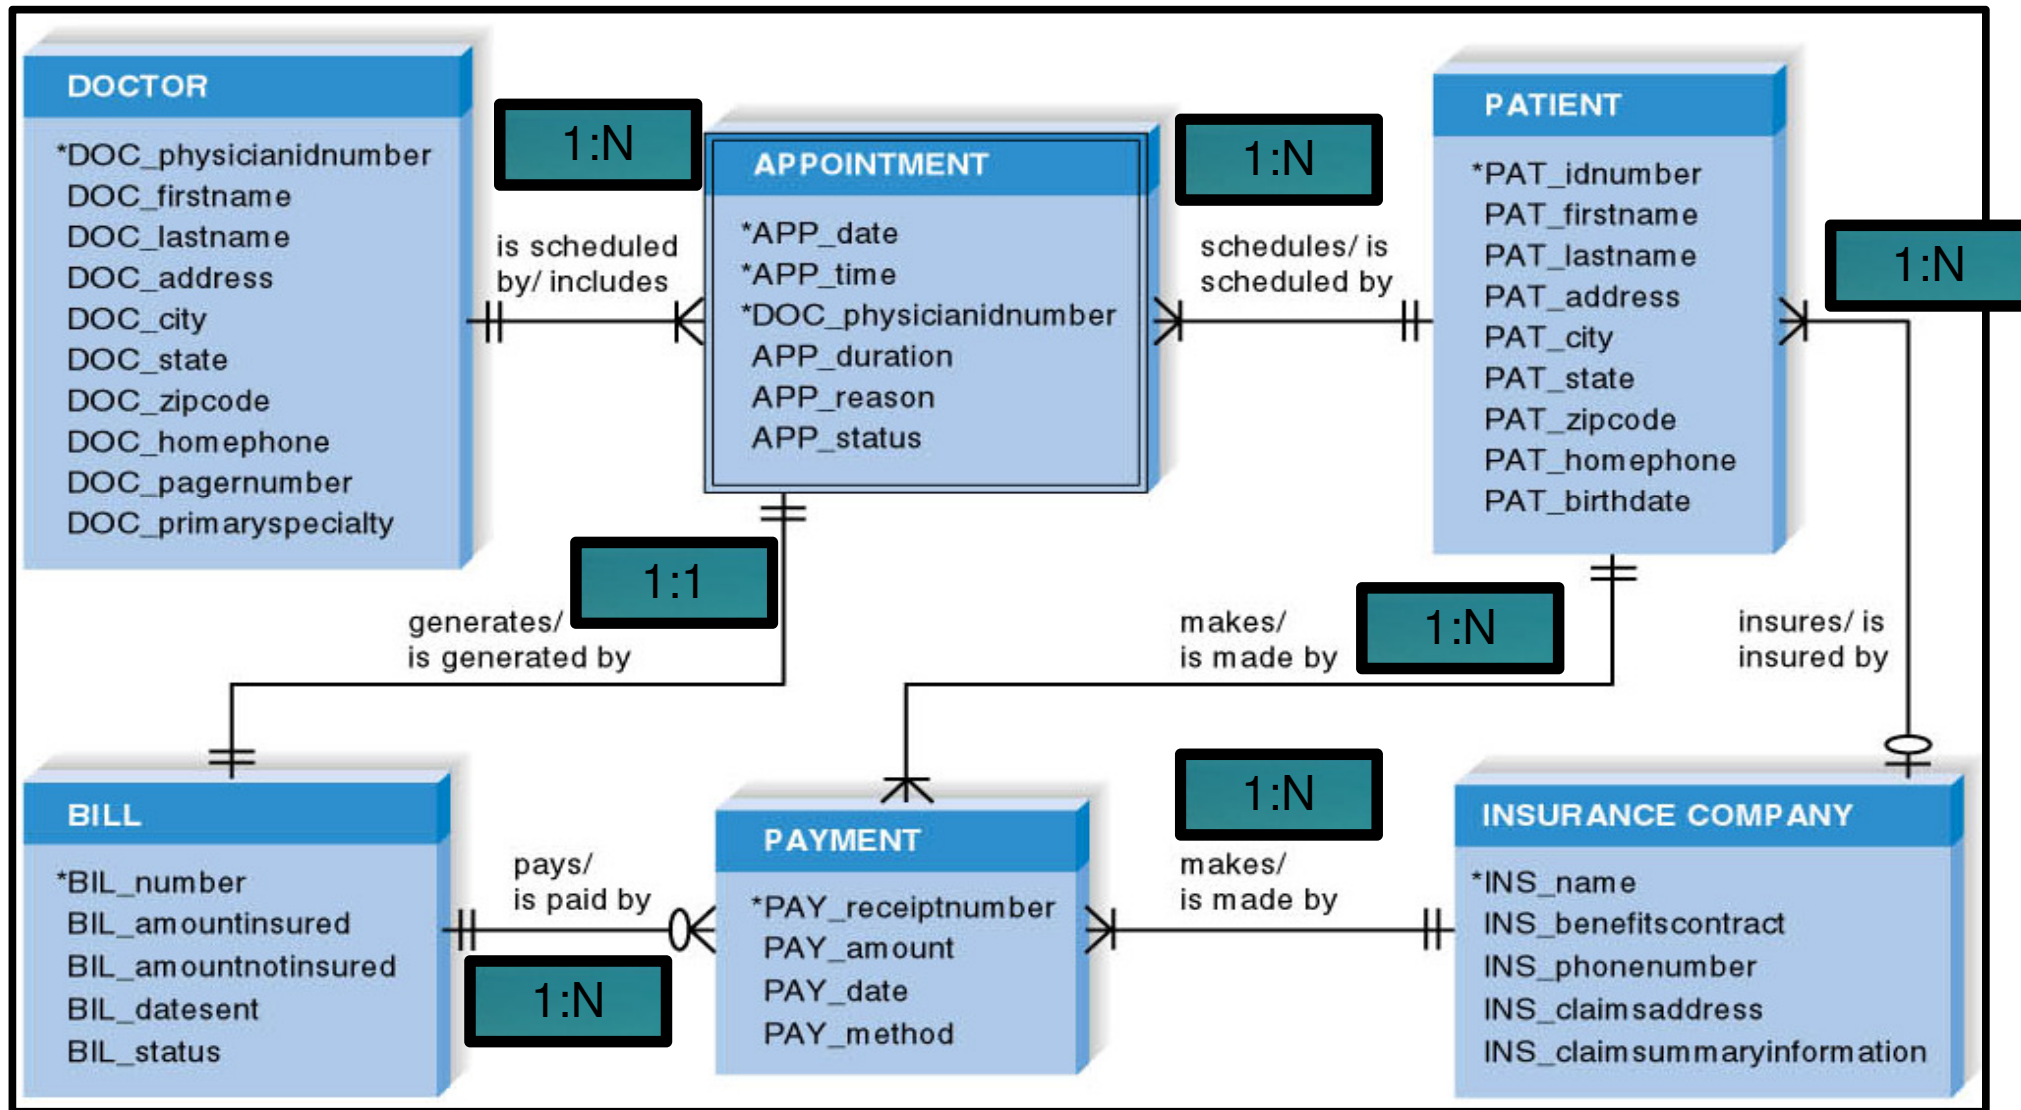 DOCTOR
*DOC_physicianidnumber
DOC_firstname
DOC_lastname
DOC_address
DOC_city
DOC_state
DOC_zipcode
DOC_homephone
DOC_pagernumber
DOC_primaryspecialty
1:N
is scheduled
by/ includes
APPOINTMENT
*APP_date
*APP_time
*DOC_physicianidnumber
APP_duration
APP_reason
APP_status
1:N
schedules/ is
scheduled by
PATIENT
*PAT_idnumber
PAT_firstname
PAT_lastname
PAT_address
PAT_city
PAT_state
PAT_zipcode
PAT_homephone
PAT_birthdate
1:N
1:1
generates/
is generated by
makes/
is made by
1:N
insures/ is
insured by
BILL
*BIL_number
BIL_amountinsured
BIL_amountnotinsured
BIL_datesent
BIL_status
pays/
is paid by
1:N
PAYMENT
*PAY_receiptnumber
PAY_amount
PAY_date
PAY_method
1:N
makes/
is made by
INSURANCE COMPANY
*INS_name
INS_benefitscontract
INS_phonenumber
INS_claimsaddress
INS_claimsummaryinformation